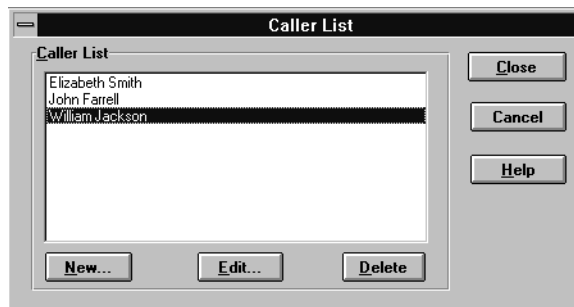 Caller List
Caller List
Elizabeth Smith
John Farrell
William Jackson
New...
Edit...
Delete
Close
Cancel
Help